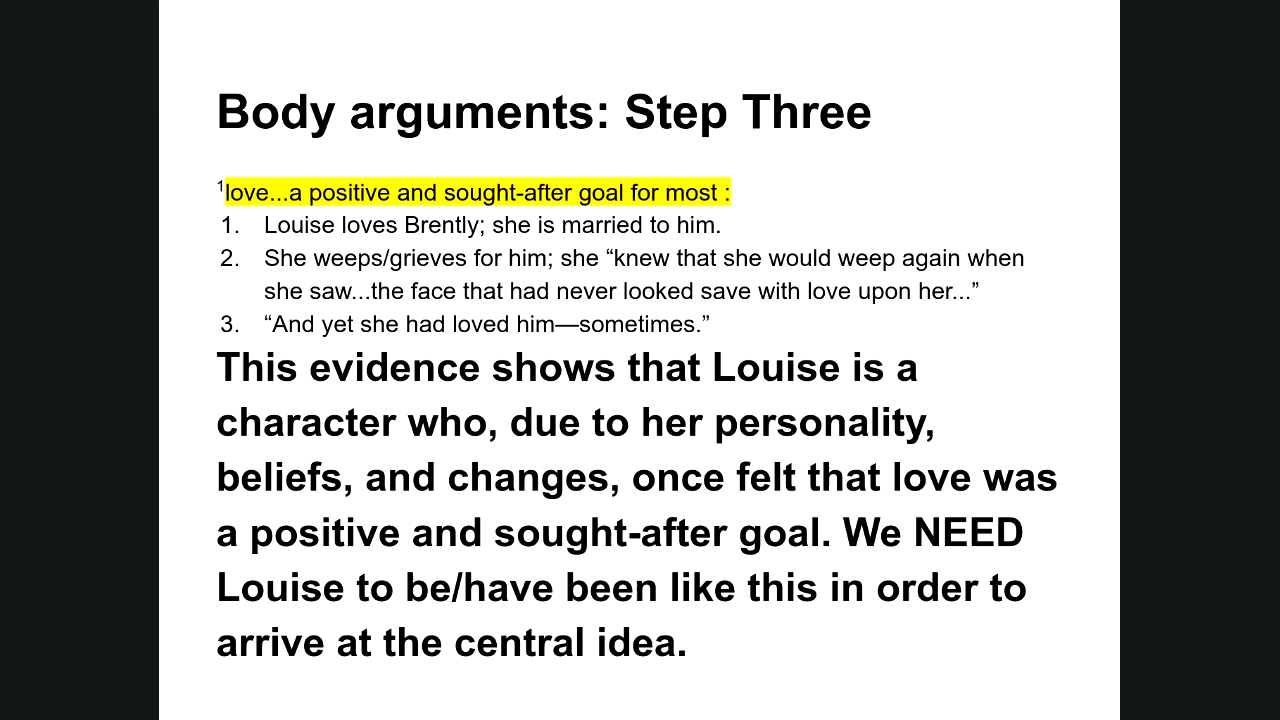 Body arguments: Step Three
¹love...a positive and sought-after goal for most :
1. Louise loves Brently; she is married to him.
2. She weeps/grieves for him; she “knew that she would weep again when
she saw...the face that had never looked save with love upon her...”
3. “And yet she had loved him—sometimes.”
This evidence shows that Louise is a
character who, due to her personality,
beliefs, and changes, once felt that love was
a positive and sought-after goal. We NEED
Louise to be/have been like this in order to
arrive at the central idea.